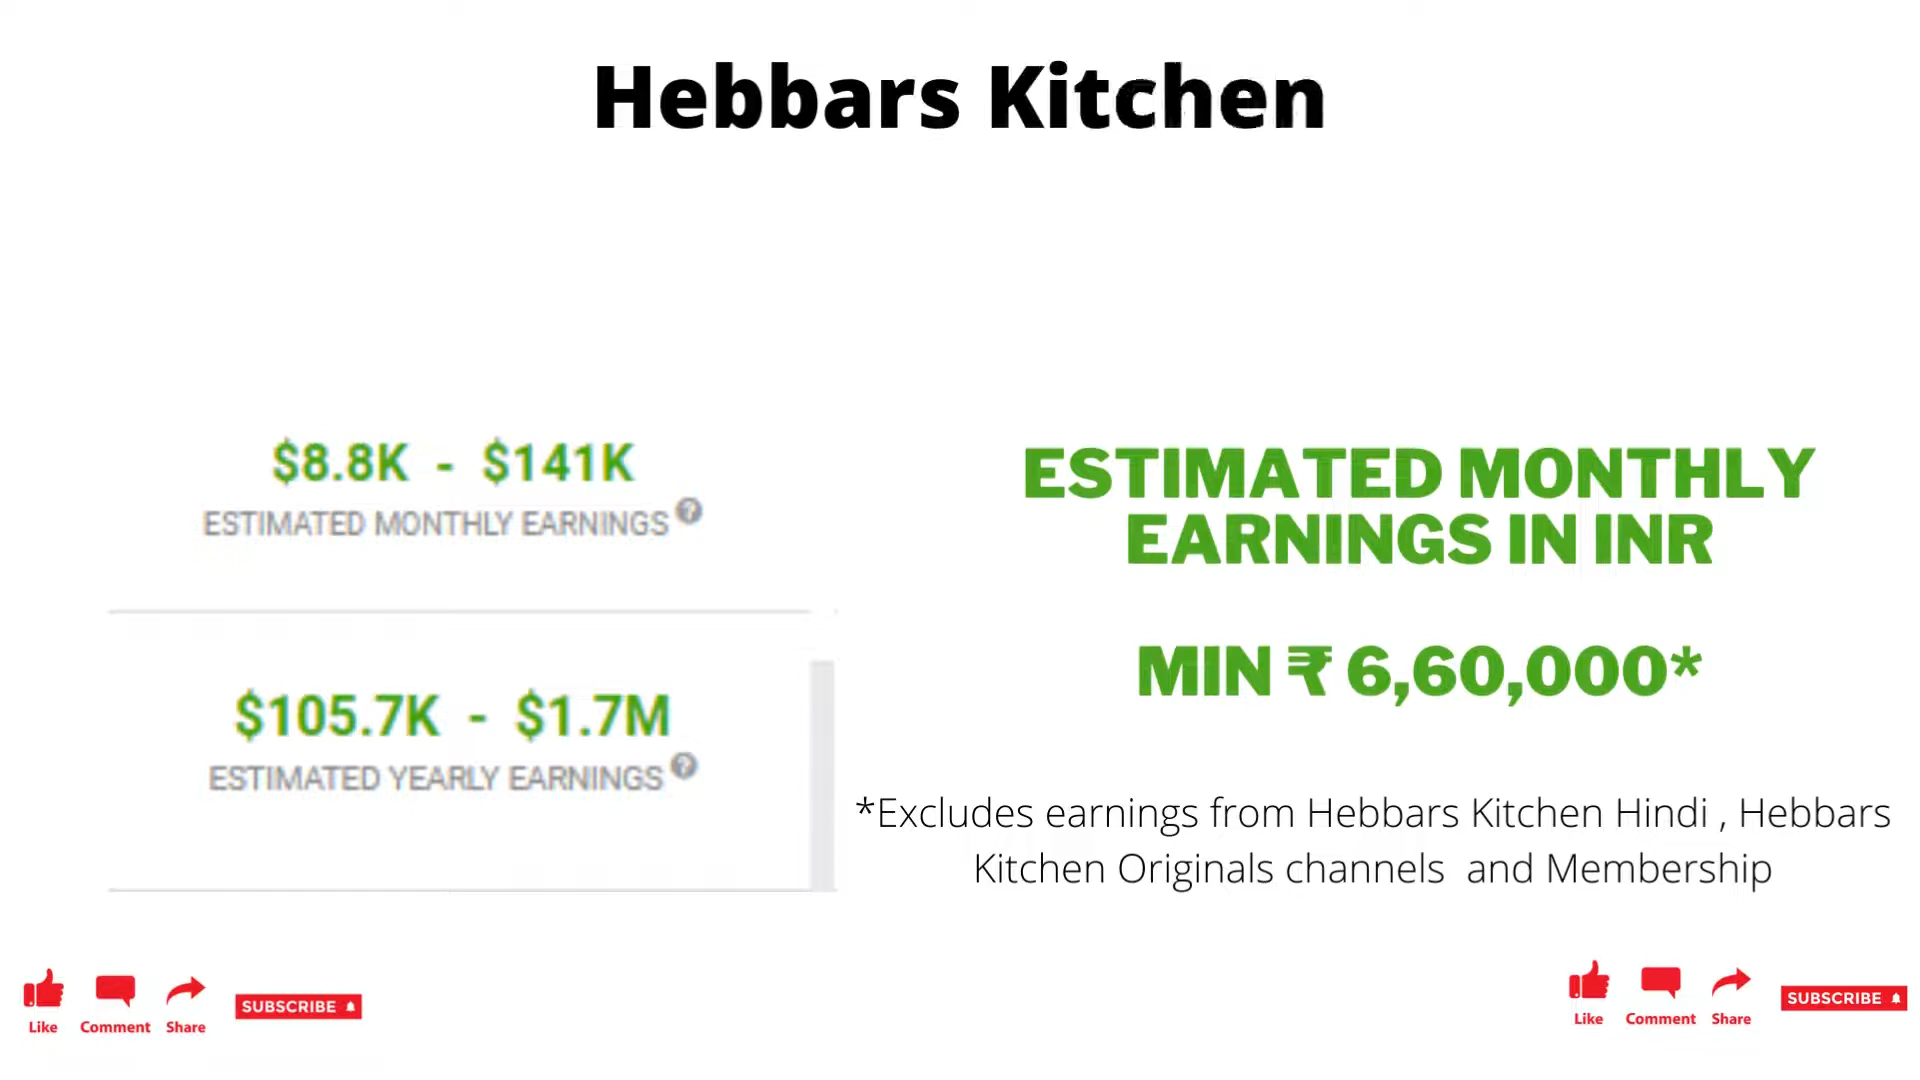 Hebbars Kitchen
$8.8K - $141K
ESTIMATED MONTHLY EARNINGS ?
$105.7K - $1.7M
ESTIMATED YEARLY EARNINGS ?
ESTIMATED MONTHLY
EARNINGS IN INR
MIN ₹ 6,60,000*
*Excludes earnings from Hebbars Kitchen Hindi , Hebbars
Kitchen Originals channels and Membership
Like Comment Share SUBSCRIBE
Like Comment Share SUBSCRIBE